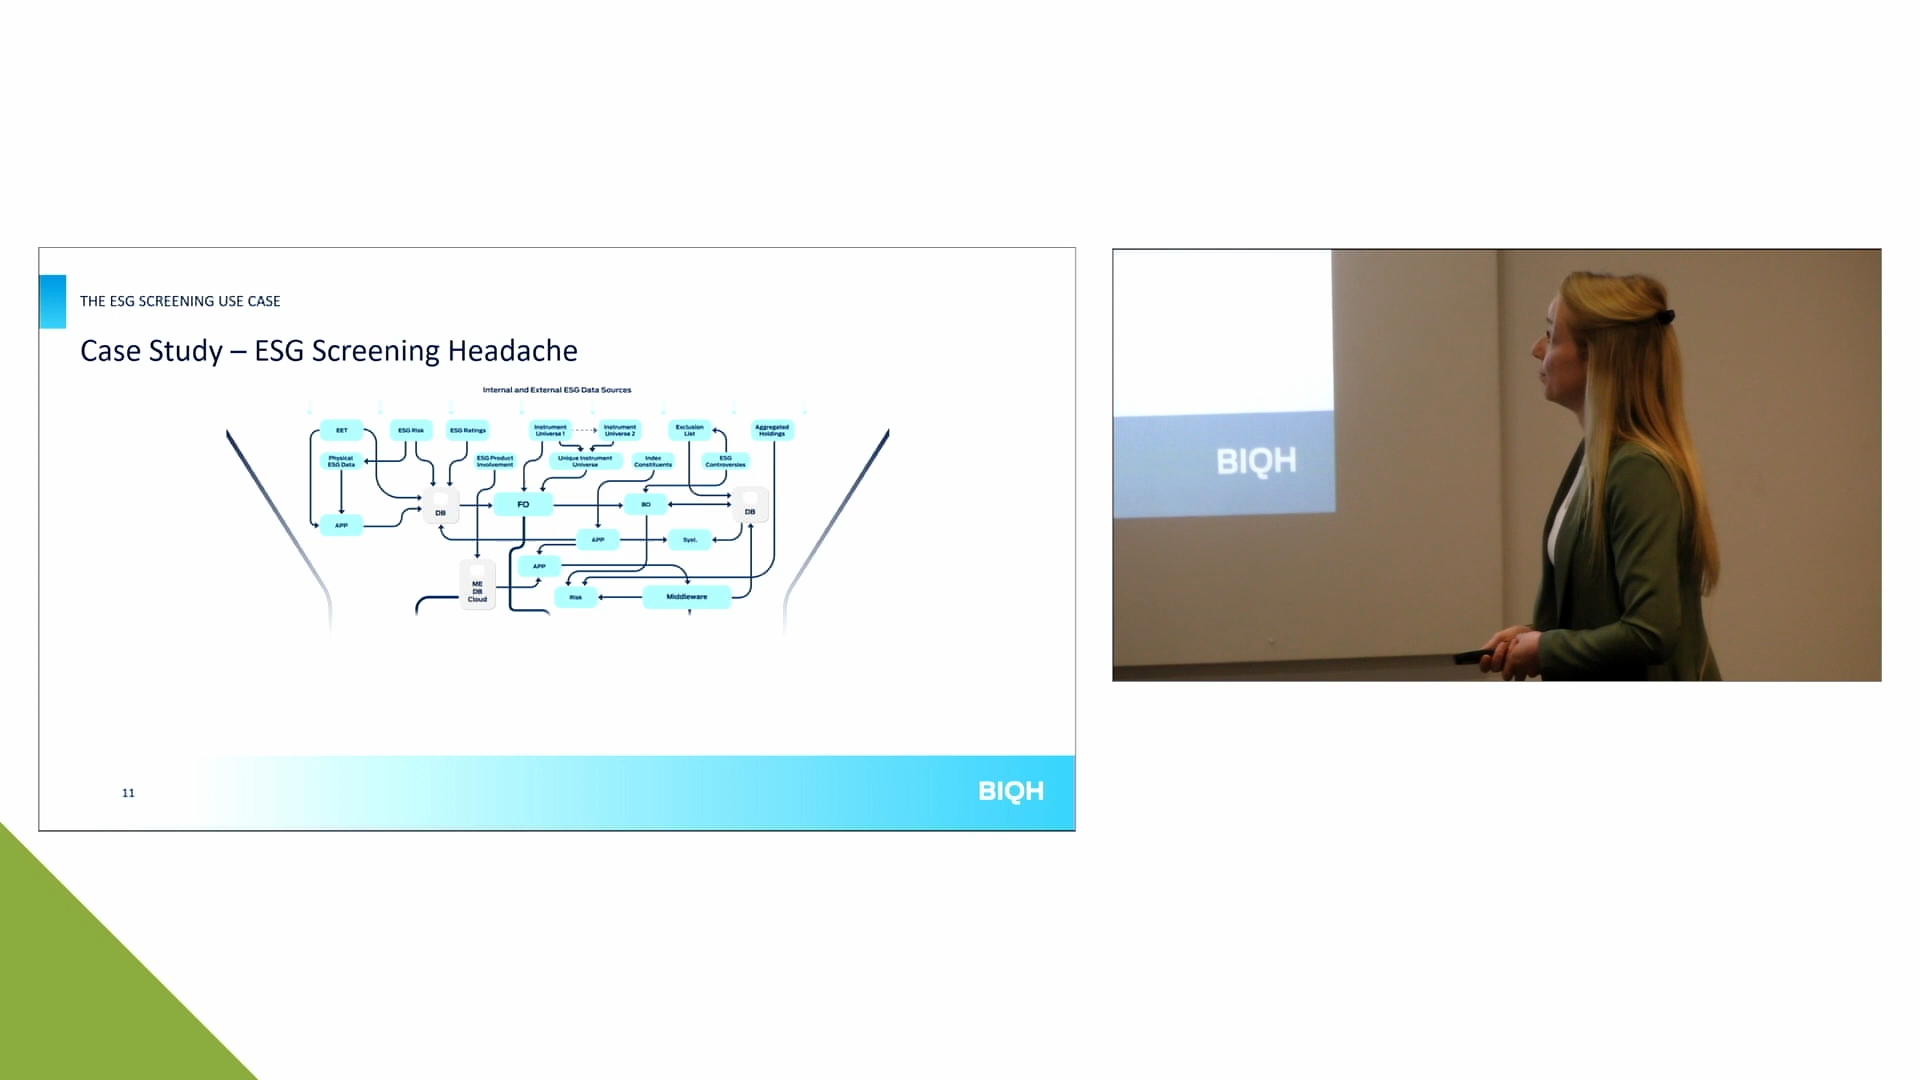 THE ESG SCREENING USE CASE
Case Study – ESG Screening Headache
Internal and External ESG Data Sources
EET
ESG Risk
ESG Ratings
Instrument
Universe 1
Instrument
Universe 2
Exclusion
List
Aggregated
Holdings
Physical
ESG Data
ESG Product
Involvement
Unique Instrument
Universe
Index
Constituents
ESG
Controversies
DB
FO
BO
DB
APP
APP
Syst.
APP
ME
DB
Cloud
Risk
Middleware
11
BIQH
BIQH